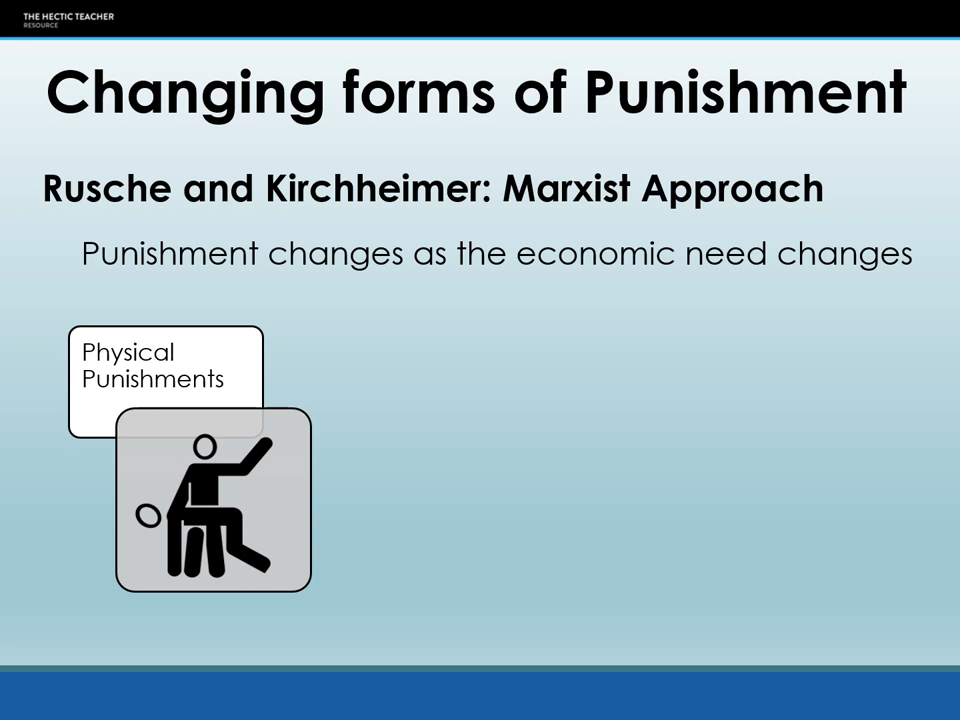 THE HECTIC TEACHER
RESOURCE
Changing forms of Punishment
Rusche and Kirchheimer: Marxist Approach
Punishment changes as the economic need changes
Physical
Punishments